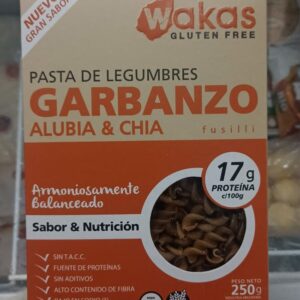 NUEVO
GRAN SABOR
Wakas
GLUTEN FREE
PASTA DE LEGUMBRES
GARBANZO
ALUBIA & CHIA
fusilli
17g
PROTEÍNA
c/100g
Armoniosamente
Balanceado
Sabor & Nutrición
SIN T.A.C.C.
FUENTE DE PROTEÍNAS
SIN ADITIVOS
ALTO CONTENIDO DE FIBRA
PESO NETO
250g